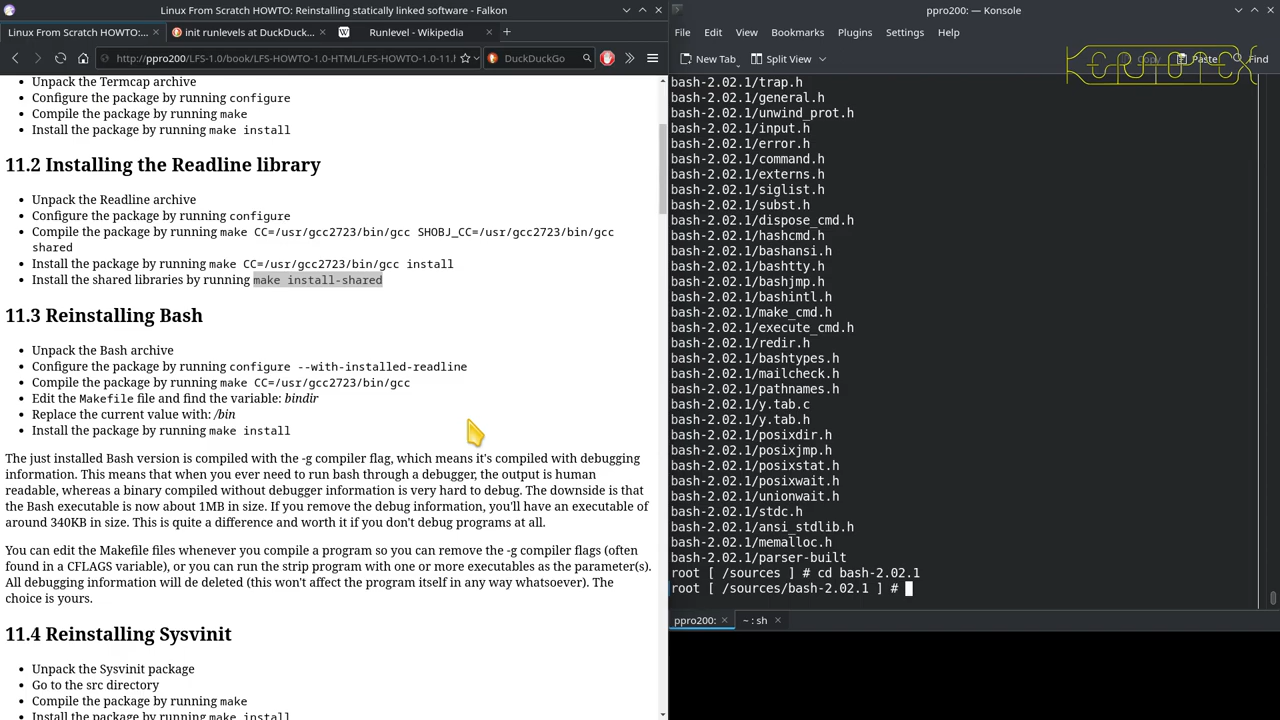 Linux From Scratch HOWTO: Reinstalling statically linked software - Falkon
Linux From Scratch HOWTO:...
init runlevels at DuckDuck...
Runlevel - Wikipedia
http://ppro200/LFS-1.0/book/LFS-HOWTO-1.0-HTML/LFS-HOWTO-1.0-11.h
DuckDuckGo
Unpack the Termcap archive
Configure the package by running configure
Compile the package by running make
Install the package by running make install
11.2 Installing the Readline library
Unpack the Readline archive
Configure the package by running configure
Compile the package by running make CC=/usr/gcc2723/bin/gcc SHOBJ_CC=/usr/gcc2723/bin/gcc
shared
Install the package by running make CC=/usr/gcc2723/bin/gcc install
Install the shared libraries by running make install-shared
11.3 Reinstalling Bash
Unpack the Bash archive
Configure the package by running configure --with-installed-readline
Compile the package by running make CC=/usr/gcc2723/bin/gcc
Edit the Makefile file and find the variable: bindir
Replace the current value with: /bin
Install the package by running make install
The just installed Bash version is compiled with the -g compiler flag, which means it's compiled with debugging
information. This means that when you ever need to run bash through a debugger, the output is human
readable, whereas a binary compiled without debugger information is very hard to debug. The downside is that
the Bash executable is now about 1MB in size. If you remove the debug information, you'll have an executable of
around 340KB in size. This is quite a difference and worth it if you don't debug programs at all.
You can edit the Makefile files whenever you compile a program so you can remove the -g compiler flags (often
found in a CFLAGS variable), or you can run the strip program with one or more executables as the parameter(s).
All debugging information will de deleted (this won't affect the program itself in any way whatsoever). The
choice is yours.
11.4 Reinstalling Sysvinit
Unpack the Sysvinit package
Go to the src directory
Compile the package by running make
Install the package by running make install
ppro200: — Konsole
File Edit View Bookmarks Plugins Settings Help
New Tab Split View Copy Paste Find
bash-2.02.1/trap.h
bash-2.02.1/general.h
bash-2.02.1/unwind_prot.h
bash-2.02.1/input.h
bash-2.02.1/error.h
bash-2.02.1/command.h
bash-2.02.1/externs.h
bash-2.02.1/siglist.h
bash-2.02.1/subst.h
bash-2.02.1/dispose_cmd.h
bash-2.02.1/hashcmd.h
bash-2.02.1/bashansi.h
bash-2.02.1/bashtty.h
bash-2.02.1/bashjmp.h
bash-2.02.1/bashintl.h
bash-2.02.1/make_cmd.h
bash-2.02.1/execute_cmd.h
bash-2.02.1/redir.h
bash-2.02.1/bashtypes.h
bash-2.02.1/mailcheck.h
bash-2.02.1/pathnames.h
bash-2.02.1/y.tab.c
bash-2.02.1/y.tab.h
bash-2.02.1/posixdir.h
bash-2.02.1/posixjmp.h
bash-2.02.1/posixstat.h
bash-2.02.1/posixwait.h
bash-2.02.1/unionwait.h
bash-2.02.1/stdc.h
bash-2.02.1/ansi_stdlib.h
bash-2.02.1/memalloc.h
bash-2.02.1/parser-built
root [ /sources ] # cd bash-2.02.1
root [ /sources/bash-2.02.1 ] #
ppro200:
~ : sh